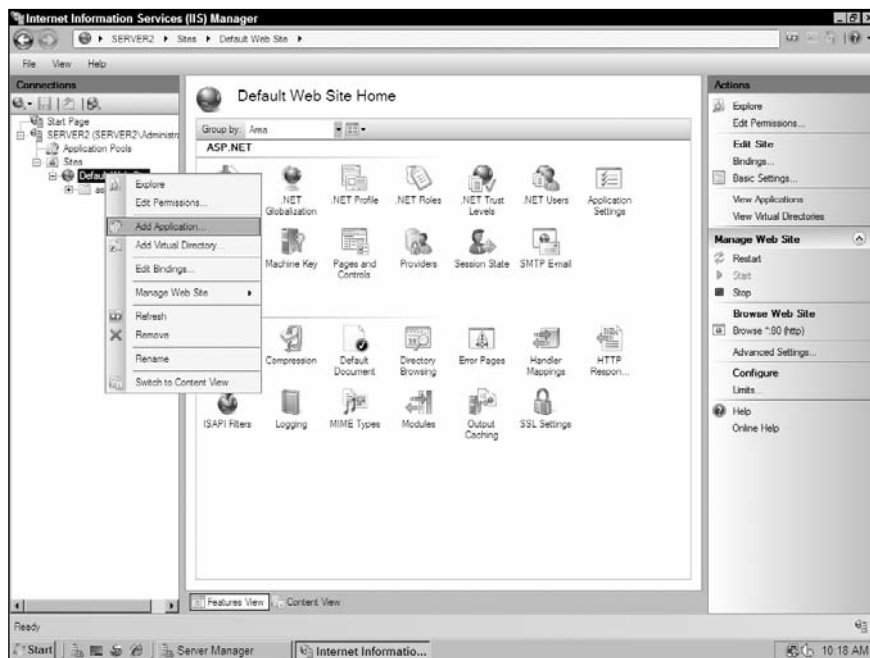 Internet Information Services (IIS) Manager
SERVER2 Sites Default Web Site
File View Help
Connections
Start Page
SERVER2 (SERVER2\Administr
Application Pools
Sites
Default Web Site
as
Explore
Edit Permissions...
Add Application...
Add Virtual Directory...
Edit Bindings...
Manage Web Site
Refresh
Remove
Rename
Switch to Content View
Default Web Site Home
Group by: Area
ASP.NET
.NET Globalization
.NET Profile
.NET Roles
.NET Trust Levels
.NET Users
Application Settings
Machine Key
Pages and Controls
Providers
Session State
SMTP E-mail
Compression
Default Document
Directory Browsing
Error Pages
Handler Mappings
HTTP Respon...
ISAPI Filters
Logging
MIME Types
Modules
Output Caching
SSL Settings
Features View Content View
Actions
Explore
Edit Permissions...
Edit Site
Bindings...
Basic Settings...
View Applications
View Virtual Directories
Manage Web Site
Restart
Start
Stop
Browse Web Site
Browse *:80 (http)
Advanced Settings...
Configure
Limits...
Help
Online Help
Ready
Start Server Manager Internet Informatio... 10:18 AM